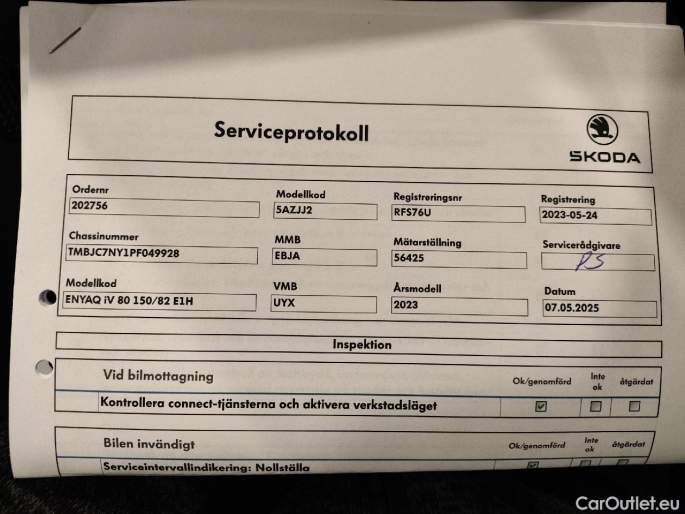 Serviceprotokoll
ŠKODA
Ordernr Modellkod Registreringsnr Registrering
202756 5AZJJ2 RFS76U 2023-05-24
Chassinummer MMB Mätarställning Servicerådgivare
TMBJC7NY1PF049928 EBJA 56425 PS
Modellkod VMB Årsmodell Datum
ENYAQ iV 80 150/82 E1H UYX 2023 07.05.2025
Inspektion
Vid bilmottagning Ok/genomförd Inte ok åtgärdat
Kontrollera connect-tjänsterna och aktivera verkstadsläget
Bilen invändigt Ok/genomförd Inte ok åtgärdat
Serviceintervallindikering: Nollställa
CarOutlet.eu